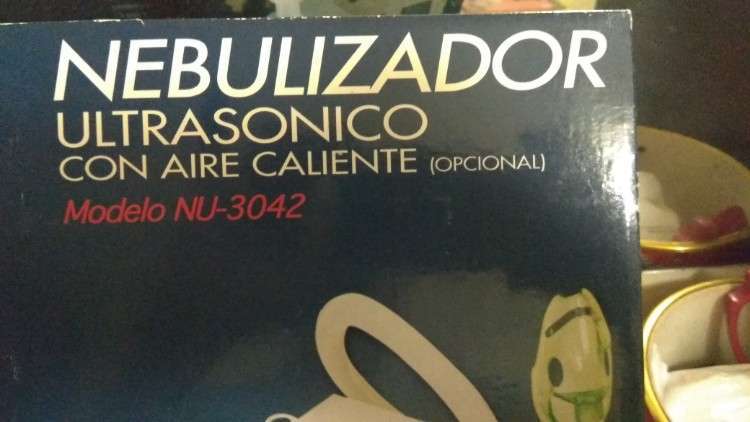 NEBULIZADOR
ULTRASONICO
CON AIRE CALIENTE (OPCIONAL)
Modelo NU-3042